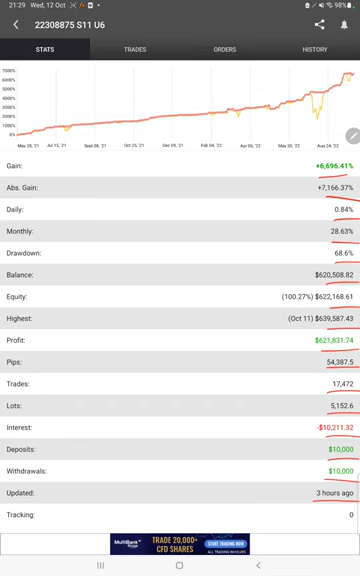 21:29 Wed, 12 Oct 98%
22308875 S11 U6
STATS TRADES ORDERS HISTORY
7000%
6000%
5000%
4000%
3000%
2000%
1000%
0%
May 28, '21 Jul 15, '21 Sept 08, '21 Oct 25, '21 Dec 09, '21 Feb 04, '22 Apr 06, '22 May 30, '22 Aug 24, '22
Gain: +6,696.41%
Abs. Gain: +7,166.37%
Daily: 0.84%
Monthly: 28.63%
Drawdown: 68.6%
Balance: $620,508.82
Equity: (100.27%) $622,168.61
Highest: (Oct 11) $639,587.43
Profit: $621,831.74
Pips: 54,387.5
Trades: 17,472
Lots: 5,152.6
Interest: -$10,211.32
Deposits: $10,000
Withdrawals: $10,000
Updated: 3 hours ago
Tracking: 0
MultiBank Group
TRADE 20,000+
CFD SHARES
START TRADING NOW
ALL TRADING INVOLVES